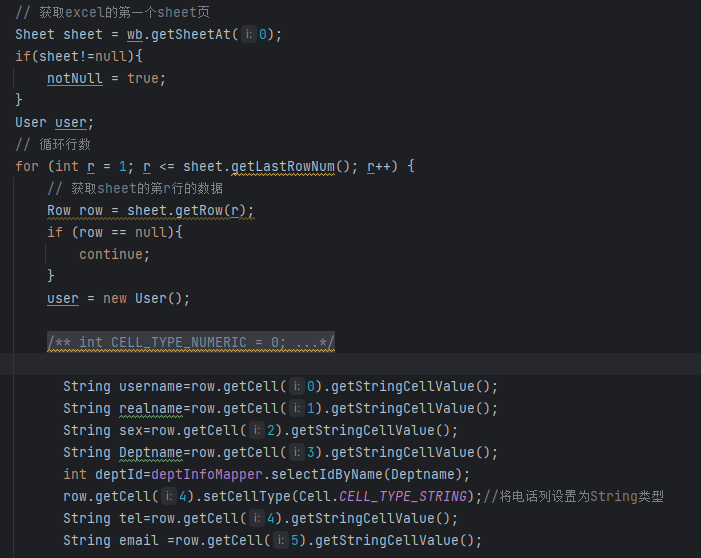 // 获取excel的第一个sheet页
Sheet sheet = wb.getSheetAt( i: 0);
if(sheet!=null){
notNull = true;
}
User user;
// 循环行数
for (int r = 1; r <= sheet.getLastRowNum(); r++) {
// 获取sheet的第r行的数据
Row row = sheet.getRow(r);
if (row == null){
continue;
}
user = new User();
/** int CELL_TYPE_NUMERIC = 0; ...*/
String username=row.getCell( i: 0).getStringCellValue();
String realname=row.getCell( i: 1).getStringCellValue();
String sex=row.getCell( i: 2).getStringCellValue();
String Deptname=row.getCell( i: 3).getStringCellValue();
int deptId=deptInfoMapper.selectIdByName(Deptname);
row.getCell( i: 4).setCellType(Cell.CELL_TYPE_STRING);//将电话列设置为String类型
String tel=row.getCell( i: 4).getStringCellValue();
String email =row.getCell( i: 5).getStringCellValue();